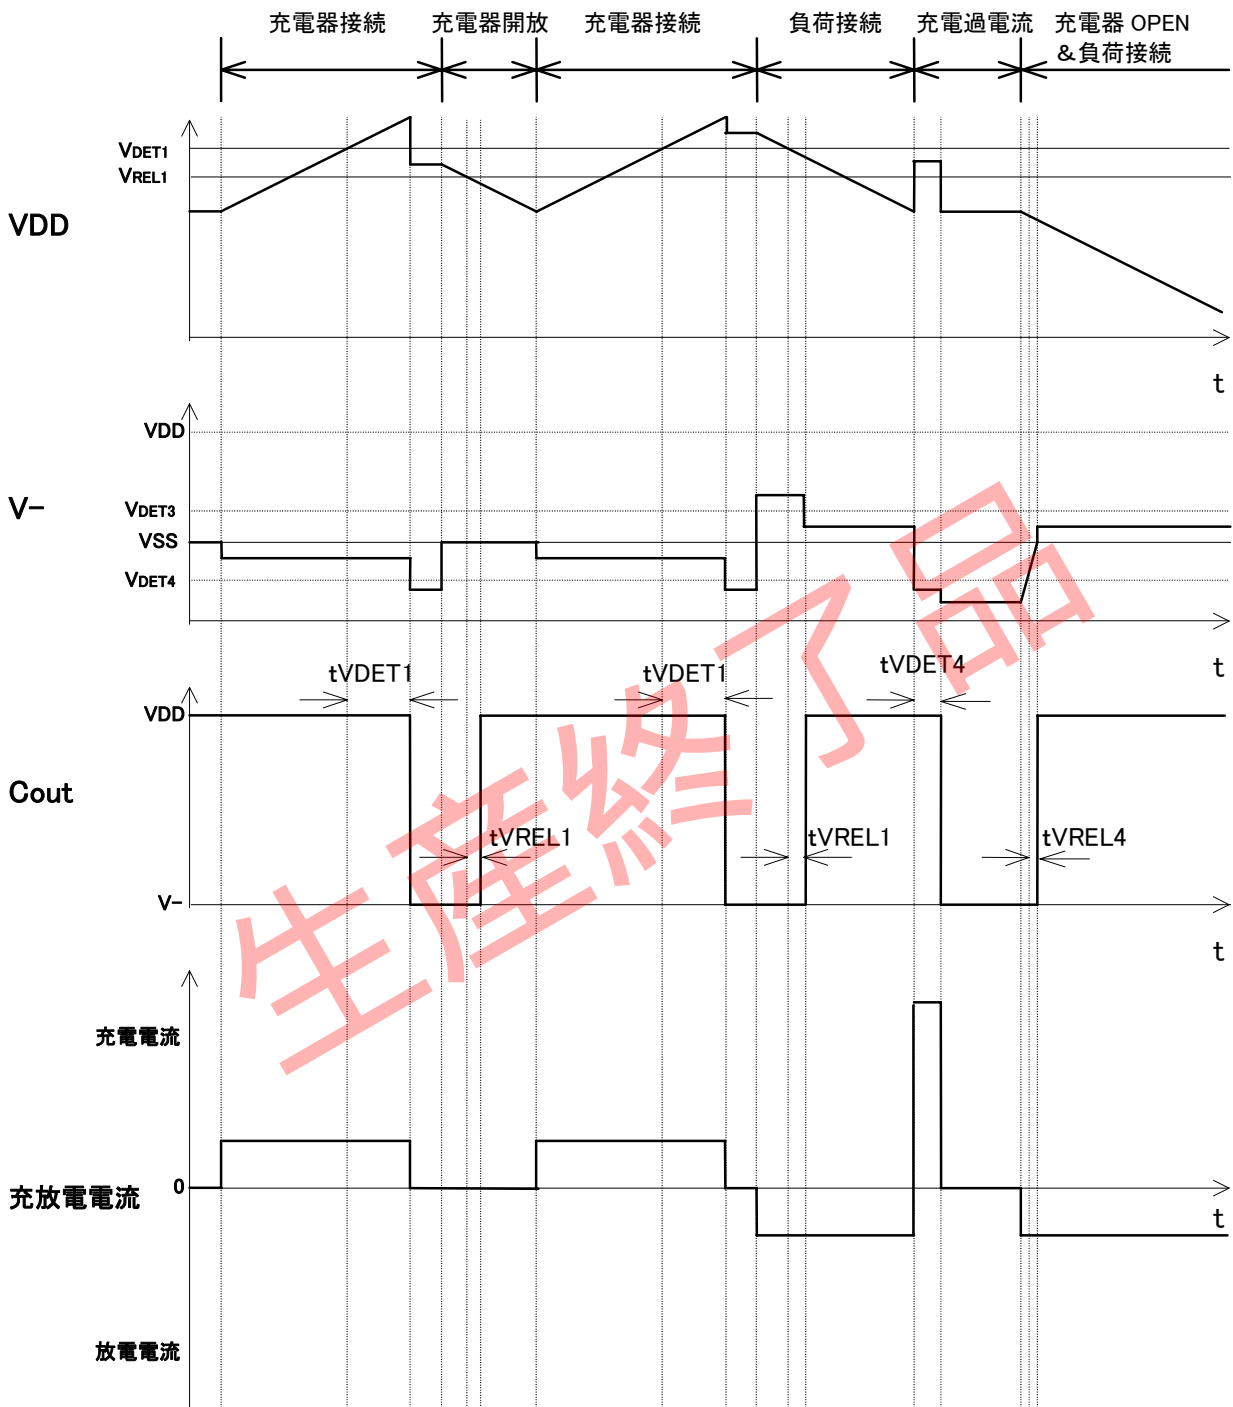 充電器接続 充電器開放 充電器接続 負荷接続 充電過電流 充電器 OPEN
&負荷接続
VDET1
VREL1
VDD
t
VDD
V-
VDET3
VSS
VDET4
t
tVDET1 tVDET1 tVDET4
VDD
Cout
tVREL1 tVREL1 tVREL4
V-
t
充電電流
充放電電流 0
t
放電電流
生産終了品